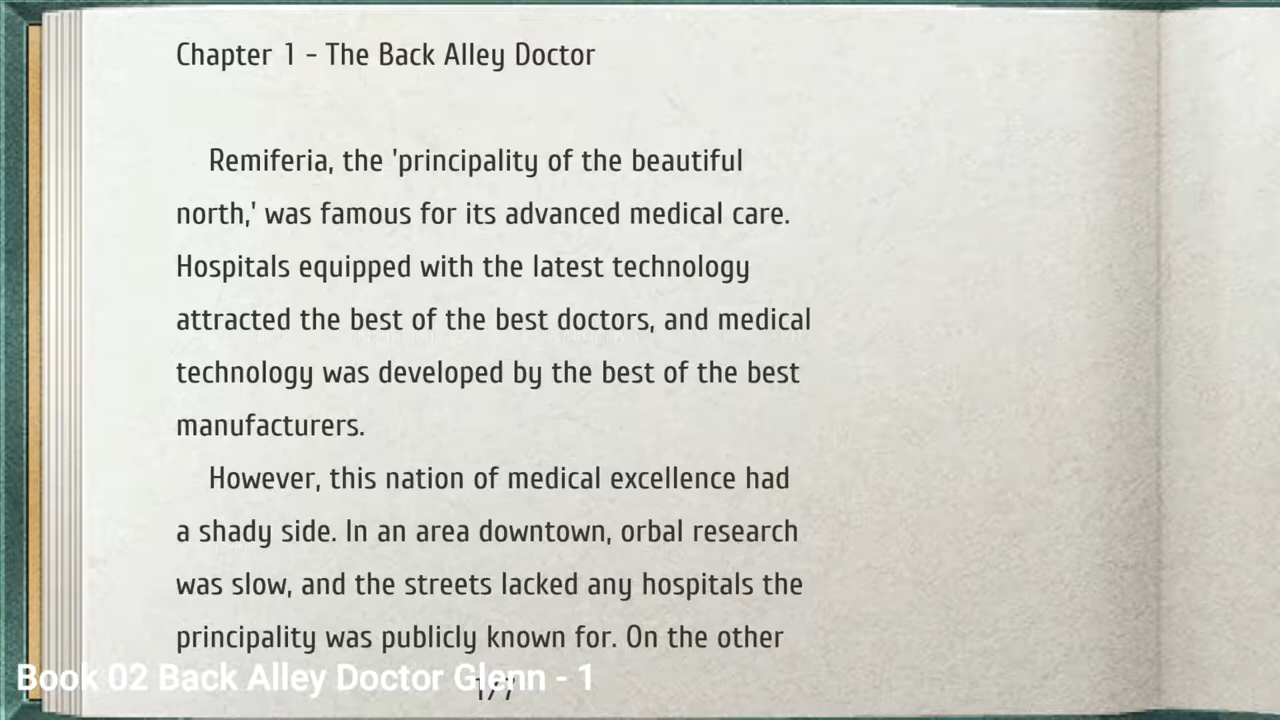 Chapter 1 - The Back Alley Doctor
Remiferia, the 'principality of the beautiful
north,' was famous for its advanced medical care.
Hospitals equipped with the latest technology
attracted the best of the best doctors, and medical
technology was developed by the best of the best
manufacturers.
However, this nation of medical excellence had
a shady side. In an area downtown, orbal research
was slow, and the streets lacked any hospitals the
principality was publicly known for. On the other
Book 02 Back Alley Doctor Glenn - 1
1/7